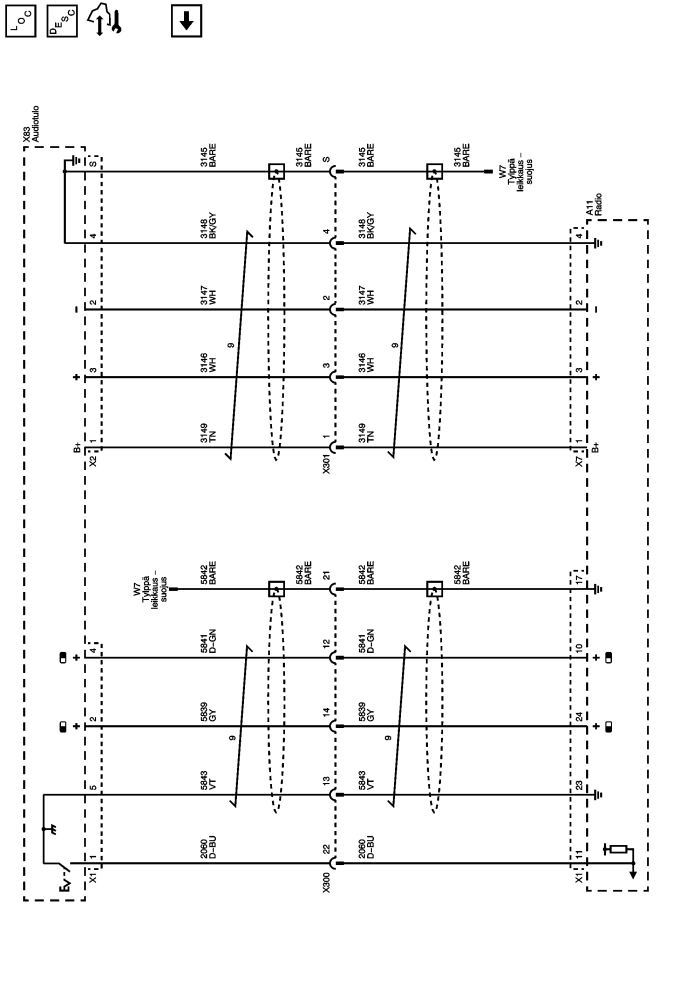 LOC
DESC
X83
Audiotulo
S
4
2
3
1
X2
−
+
B+
3145
BARE
3148
BK/GY
3147
WH
3146
WH
3149
TN
9
3145
BARE
S
4
2
3
1
X301
3145
BARE
3148
BK/GY
3147
WH
3146
WH
3149
TN
9
3145
BARE
W7
Tylppä
leikkaus –
suojus
A11
Radio
4
2
3
1
X7
−
+
B+
W7
Tylppä
leikkaus –
suojus
+
+
4
2
5
1
X1
5842
BARE
5841
D–GN
5839
GY
5843
VT
2060
D–BU
9
5842
BARE
21
12
14
13
22
X300
5842
BARE
5841
D–GN
5839
GY
5843
VT
2060
D–BU
9
5842
BARE
17
10
24
23
11
X1
+
+